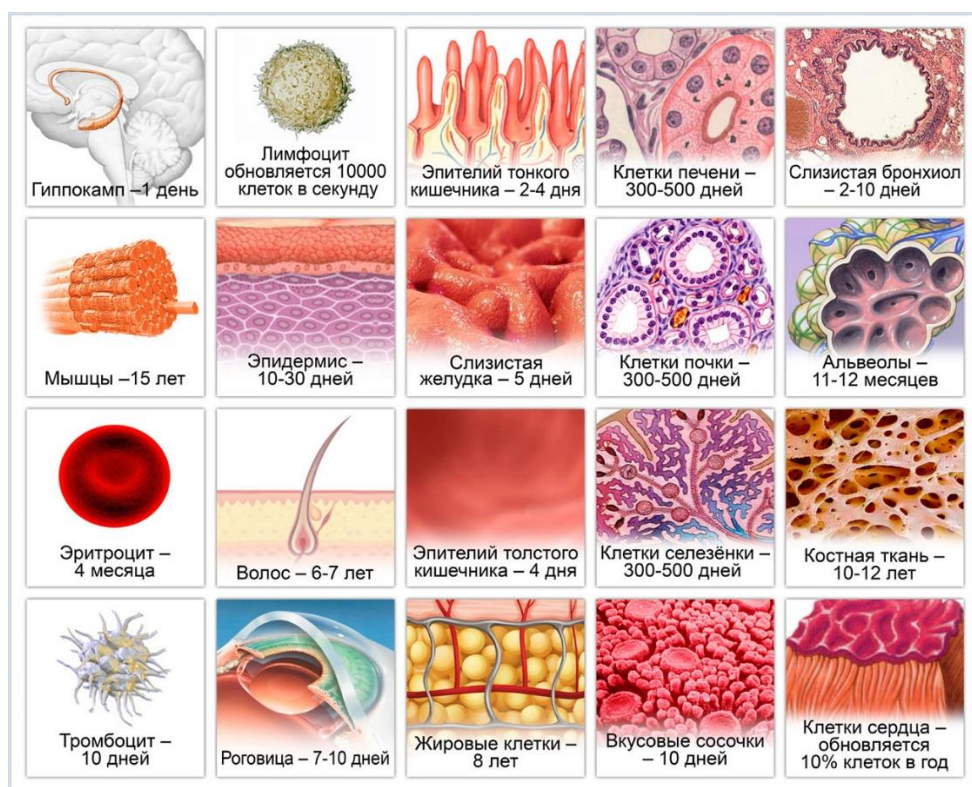 Гиппокамп –1 день
Лимфоцит
обновляется 10000
клеток в секунду
Эпителий тонкого
кишечника – 2-4 дня
Клетки печени –
300-500 дней
Слизистая бронхиол
– 2-10 дней
Мышцы –15 лет
Эпидермис –
10-30 дней
Слизистая
желудка – 5 дней
Клетки почки –
300-500 дней
Альвеолы –
11-12 месяцев
Эритроцит –
4 месяца
Волос – 6-7 лет
Эпителий толстого
кишечника – 4 дня
Клетки селезёнки –
300-500 дней
Костная ткань –
10-12 лет
Тромбоцит –
10 дней
Роговица – 7-10 дней
Жировые клетки –
8 лет
Вкусовые сосочки
– 10 дней
Клетки сердца –
обновляется
10% клеток в год